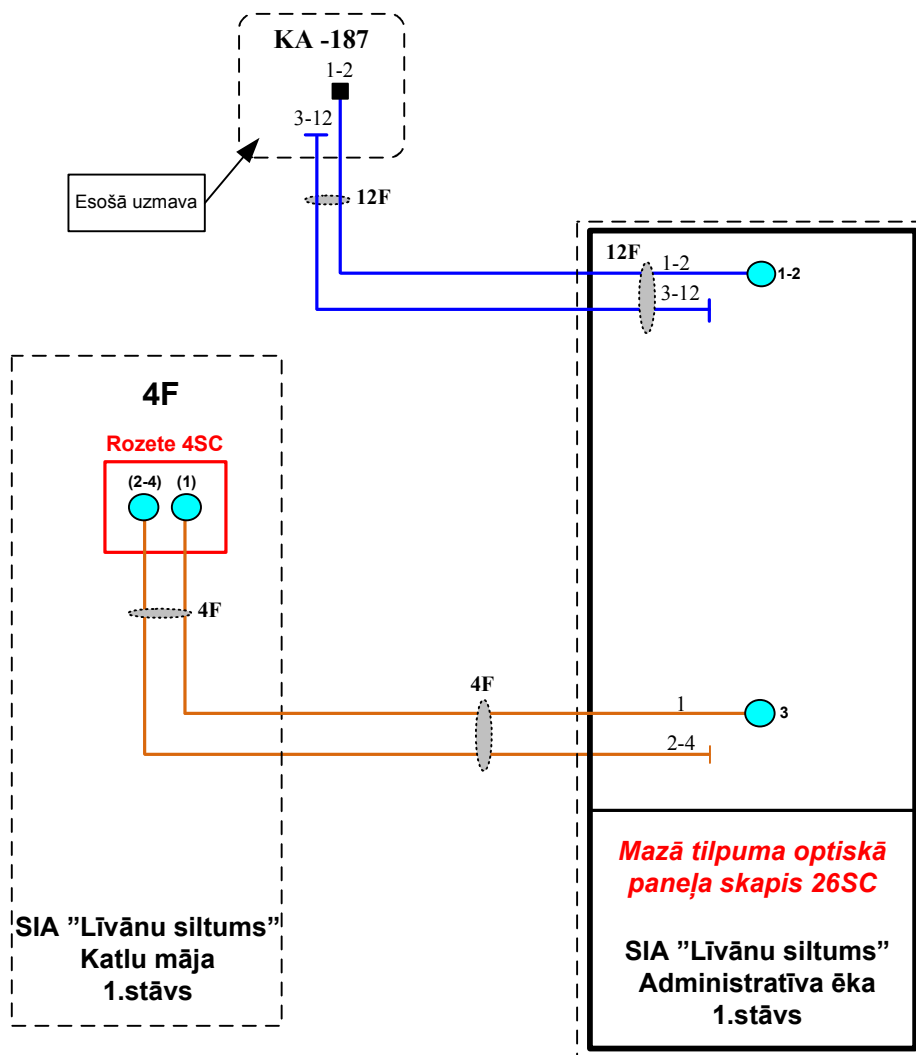 KA -187
1-2
3-12
Esošā uzmava
12F
12F
1-2
1-2
3-12
4F
Rozete 4SC
(2-4) (1)
4F
4F
1
3
2-4
Mazā tilpuma optiskā
paneļa skapis 26SC
SIA ”Līvānu siltums”
Katlu māja
1.stāvs
SIA ”Līvānu siltums”
Administratīva ēka
1.stāvs